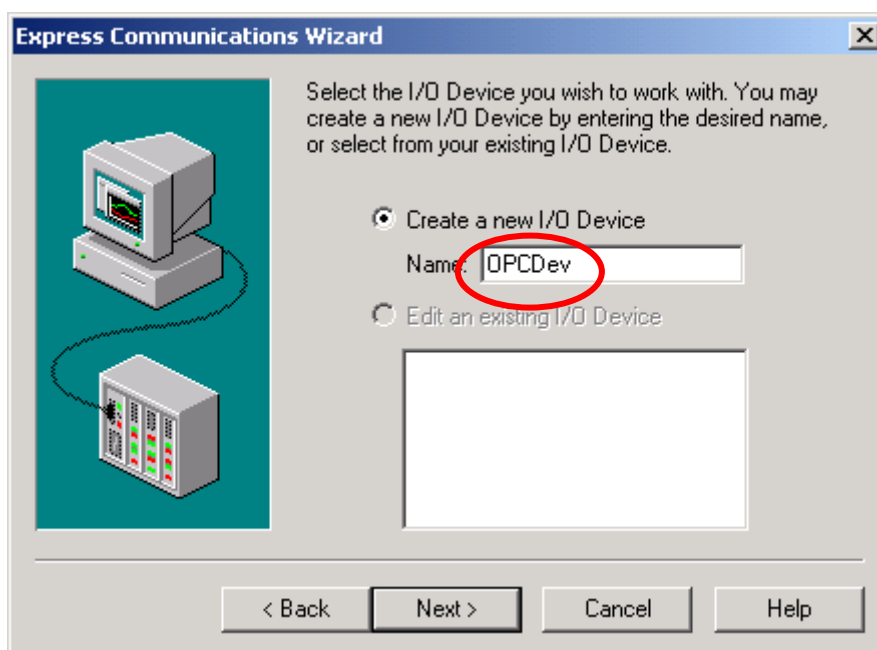 Express Communications Wizard
Select the I/O Device you wish to work with. You may
create a new I/O Device by entering the desired name,
or select from your existing I/O Device.
Create a new I/O Device
Name: OPCDev
Edit an existing I/O Device
< Back Next > Cancel Help